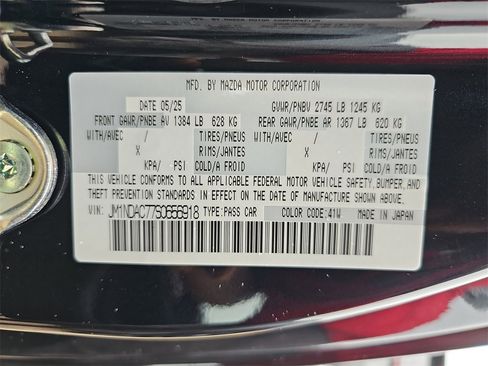 MFD. BY MAZDA MOTOR CORPORATION
DATE 05/25 GVWR/PNBV 2745 LB 1245 KG
FRONT GAWR/PNBE AV 1384 LB 628 KG REAR GAWR/PNBE AR 1367 LB 620 KG
WITH/AVEC / TIRES/PNEUS WITH/AVEC / TIRES/PNEUS
X RIMS/JANTES X RIMS/JANTES
KPA/ PSI COLD/A FROID KPA/ PSI COLD/A FROID
THIS VEHICLE CONFORMS TO ALL APPLICABLE FEDERAL MOTOR VEHICLE SAFETY, BUMPER, AND
THEFT PREVENTION STANDARDS IN EFFECT ON THE DATE OF MANUFACTURE SHOWN ABOVE.
VIN: JM1NDAC77S0656918 TYPE:PASS CAR COLOR CODE:41W MADE IN JAPAN